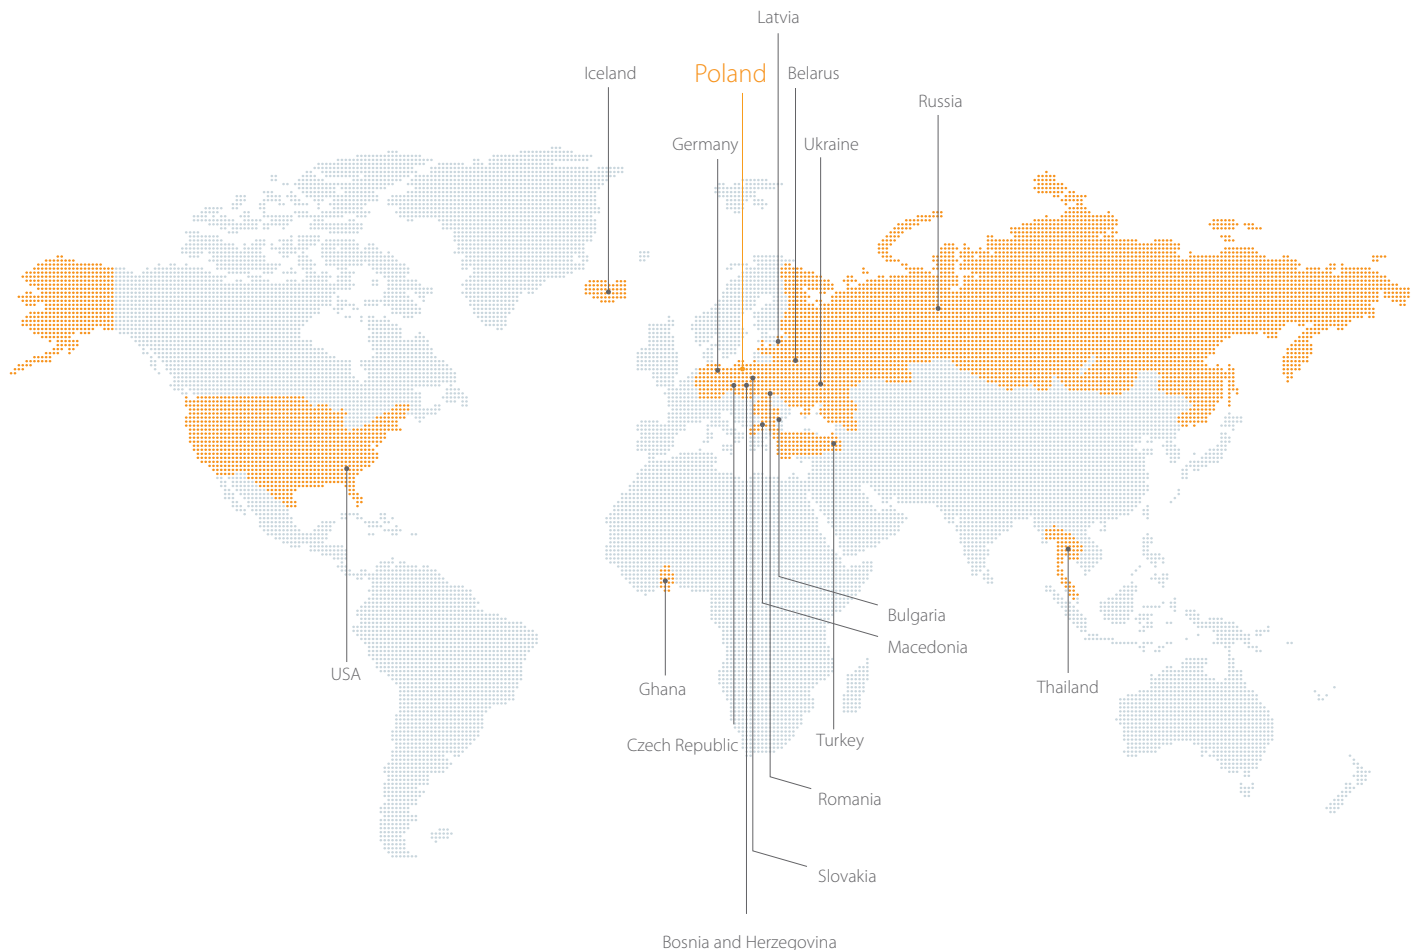 Latvia
Iceland
Poland
Belarus
Russia
Germany
Ukraine
Bulgaria
Macedonia
USA
Ghana
Thailand
Czech Republic
Turkey
Romania
Slovakia
Bosnia and Herzegovina